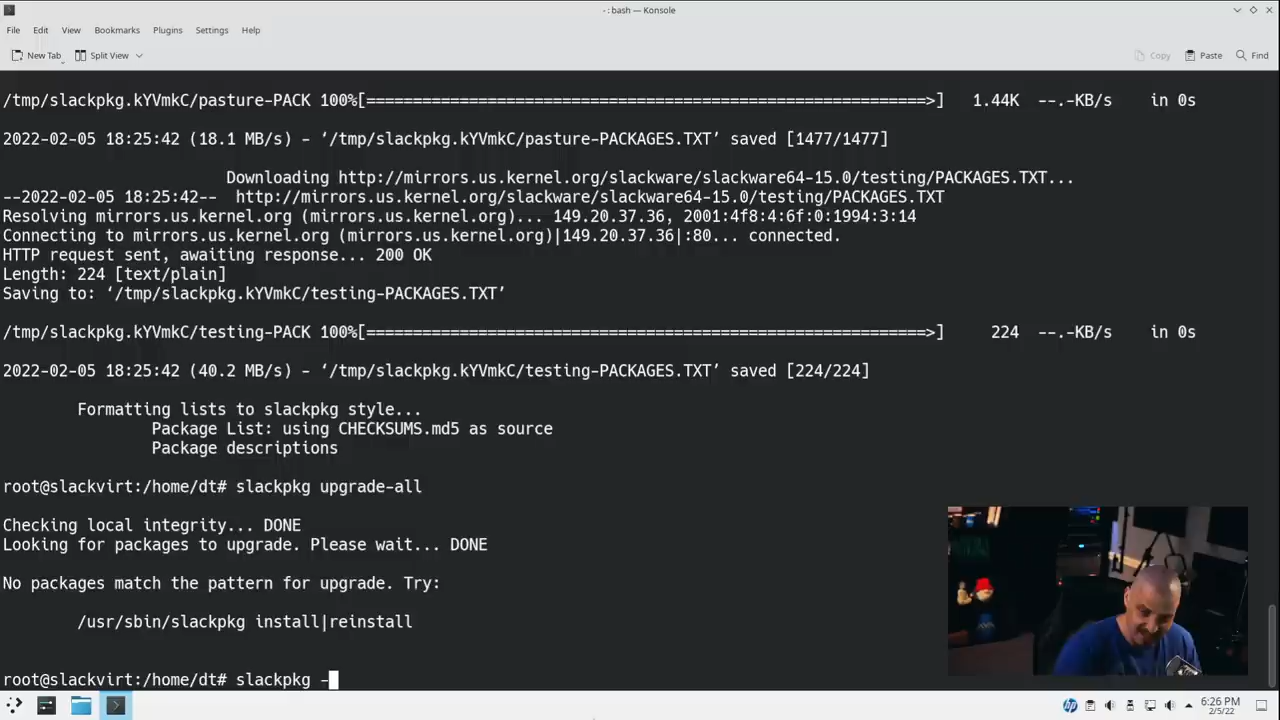 - : bash — Konsole
File Edit View Bookmarks Plugins Settings Help
New Tab Split View Copy Paste Find
/tmp/slackpkg.kYVmkC/pasture-PACK 100%[============================================================>] 1.44K --.-KB/s in 0s
2022-02-05 18:25:42 (18.1 MB/s) - ‘/tmp/slackpkg.kYVmkC/pasture-PACKAGES.TXT’ saved [1477/1477]
Downloading http://mirrors.us.kernel.org/slackware/slackware64-15.0/testing/PACKAGES.TXT...
--2022-02-05 18:25:42-- http://mirrors.us.kernel.org/slackware/slackware64-15.0/testing/PACKAGES.TXT
Resolving mirrors.us.kernel.org (mirrors.us.kernel.org)... 149.20.37.36, 2001:4f8:4:6f:0:1994:3:14
Connecting to mirrors.us.kernel.org (mirrors.us.kernel.org)|149.20.37.36|:80... connected.
HTTP request sent, awaiting response... 200 OK
Length: 224 [text/plain]
Saving to: ‘/tmp/slackpkg.kYVmkC/testing-PACKAGES.TXT’
/tmp/slackpkg.kYVmkC/testing-PACK 100%[============================================================>] 224 --.-KB/s in 0s
2022-02-05 18:25:42 (40.2 MB/s) - ‘/tmp/slackpkg.kYVmkC/testing-PACKAGES.TXT’ saved [224/224]
Formatting lists to slackpkg style...
Package List: using CHECKSUMS.md5 as source
Package descriptions
root@slackvirt:/home/dt# slackpkg upgrade-all
Checking local integrity... DONE
Looking for packages to upgrade. Please wait... DONE
No packages match the pattern for upgrade. Try:
/usr/sbin/slackpkg install|reinstall
root@slackvirt:/home/dt# slackpkg -
6:26 PM
2/5/22